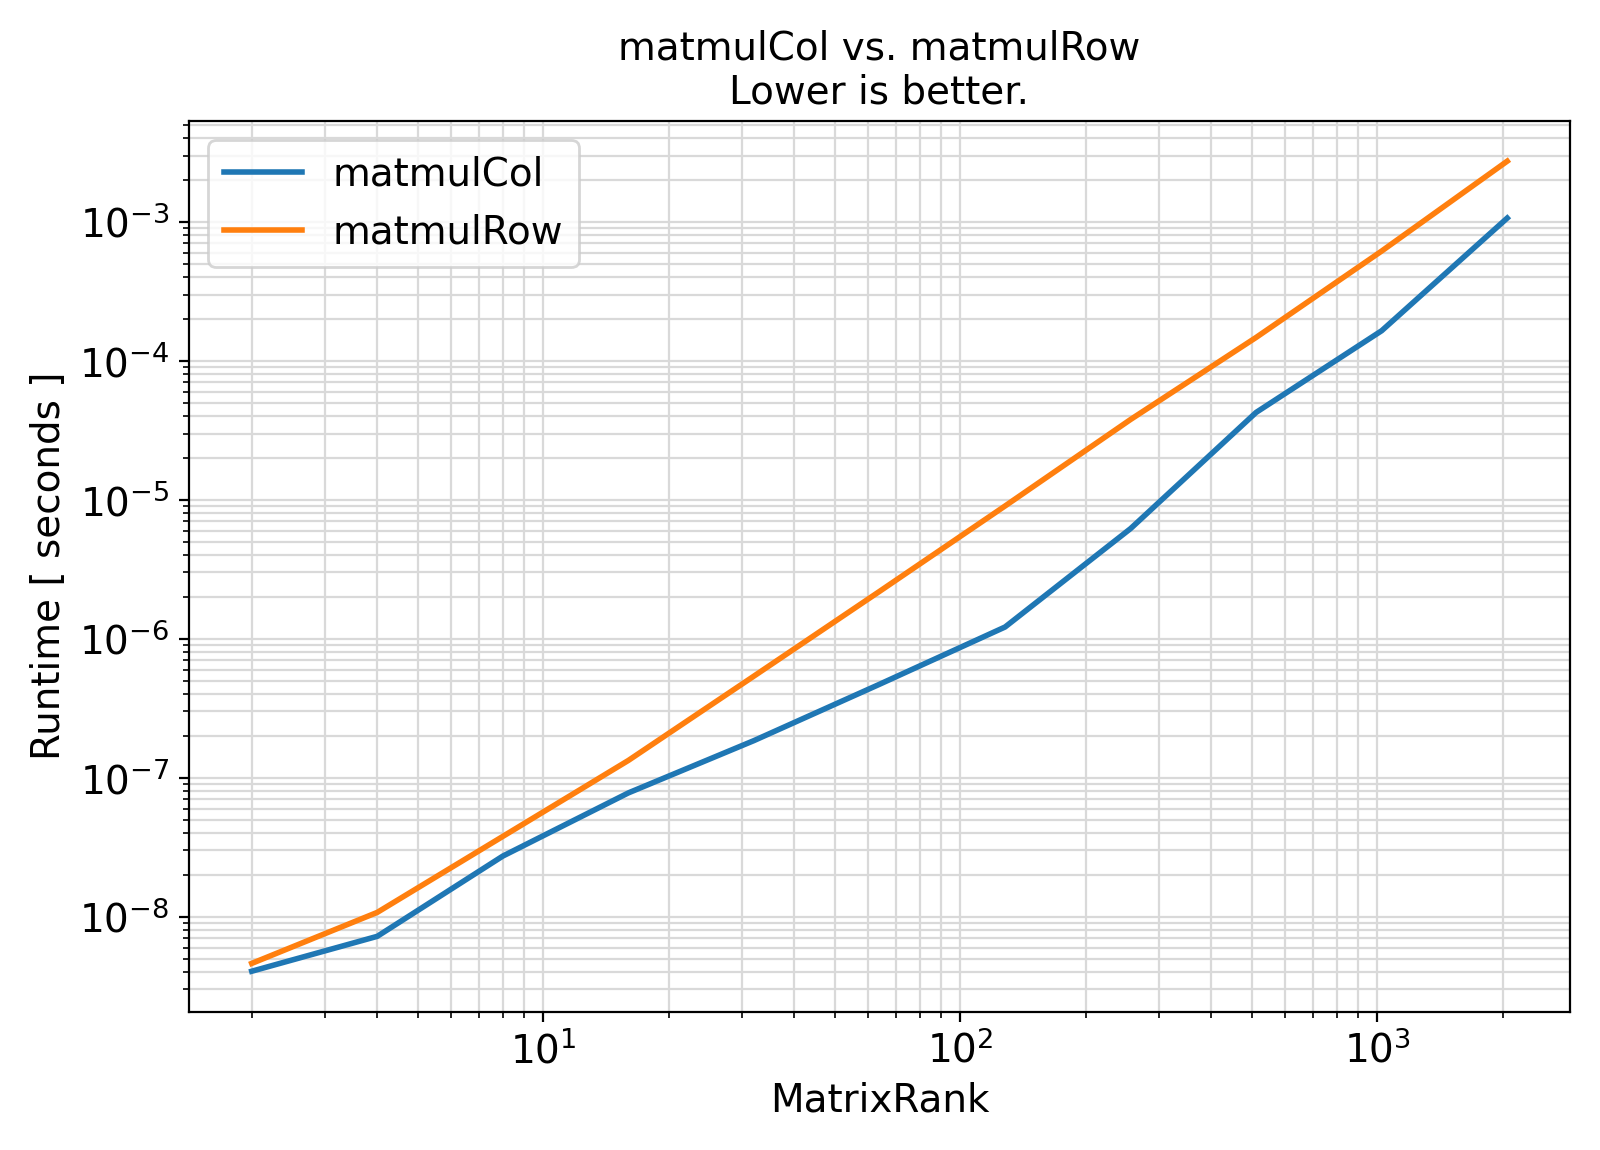 matmulCol vs. matmulRow
Lower is better.
matmulCol
matmulRow
Runtime [ seconds ]
10⁻³
10⁻⁴
10⁻⁵
10⁻⁶
10⁻⁷
10⁻⁸
10¹ 10² 10³
MatrixRank